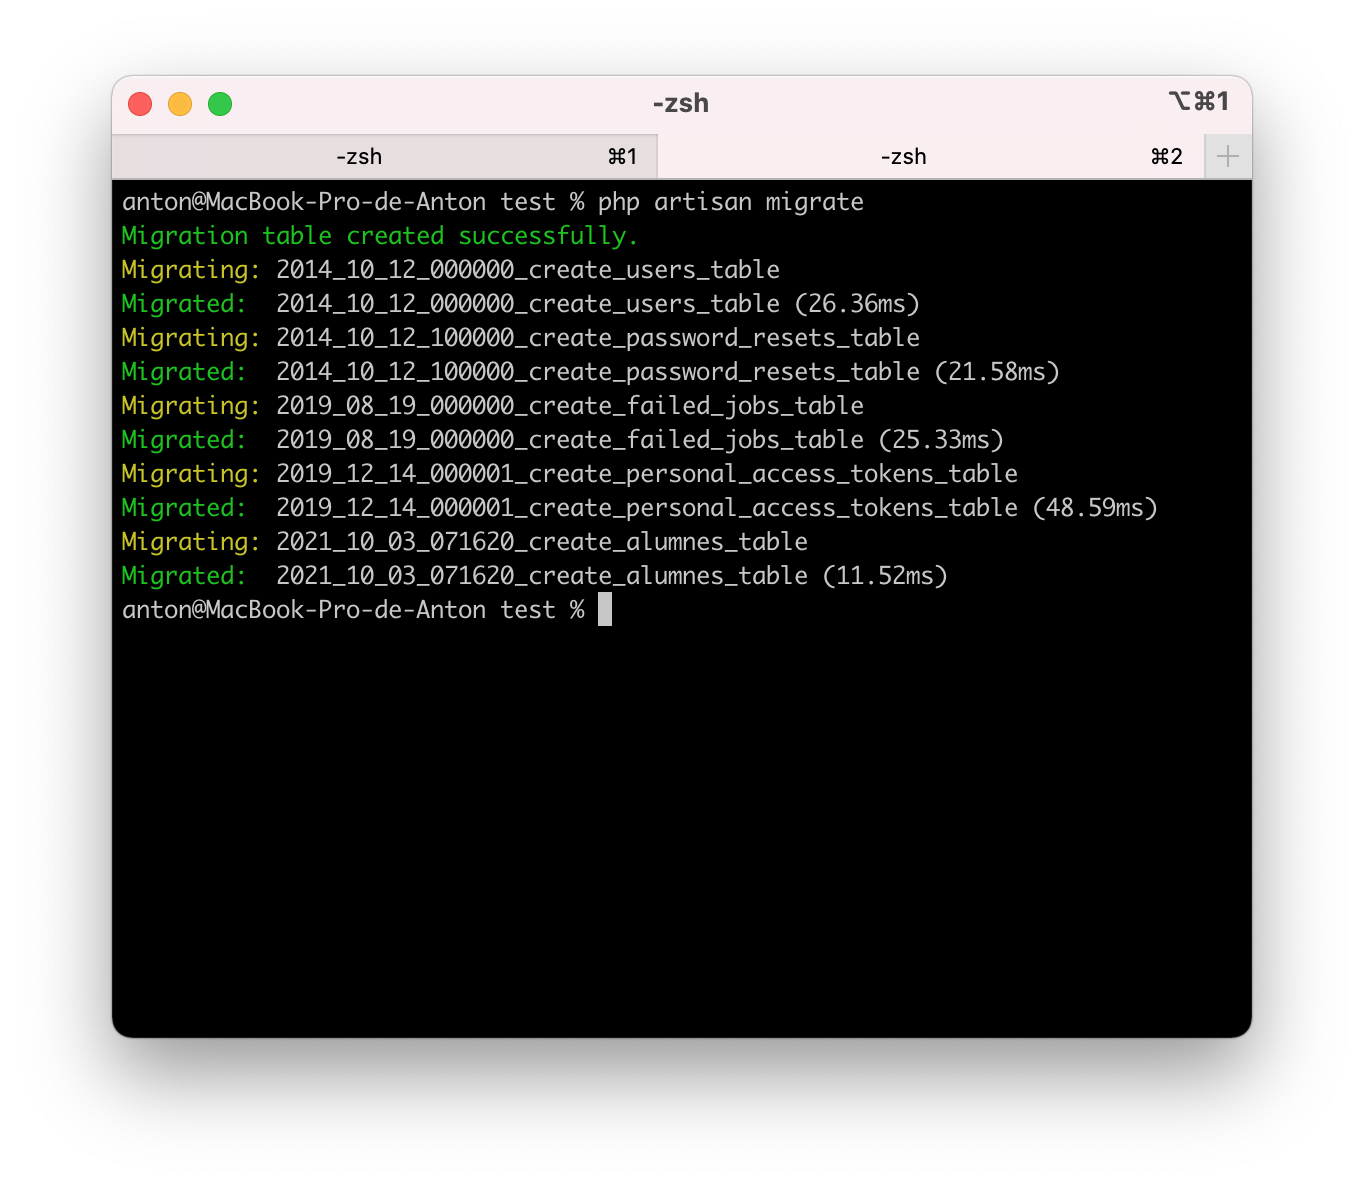 -zsh
⌥⌘1
-zsh ⌘1 -zsh ⌘2
anton@MacBook-Pro-de-Anton test % php artisan migrate
Migration table created successfully.
Migrating: 2014_10_12_000000_create_users_table
Migrated:  2014_10_12_000000_create_users_table (26.36ms)
Migrating: 2014_10_12_100000_create_password_resets_table
Migrated:  2014_10_12_100000_create_password_resets_table (21.58ms)
Migrating: 2019_08_19_000000_create_failed_jobs_table
Migrated:  2019_08_19_000000_create_failed_jobs_table (25.33ms)
Migrating: 2019_12_14_000001_create_personal_access_tokens_table
Migrated:  2019_12_14_000001_create_personal_access_tokens_table (48.59ms)
Migrating: 2021_10_03_071620_create_alumnes_table
Migrated:  2021_10_03_071620_create_alumnes_table (11.52ms)
anton@MacBook-Pro-de-Anton test %